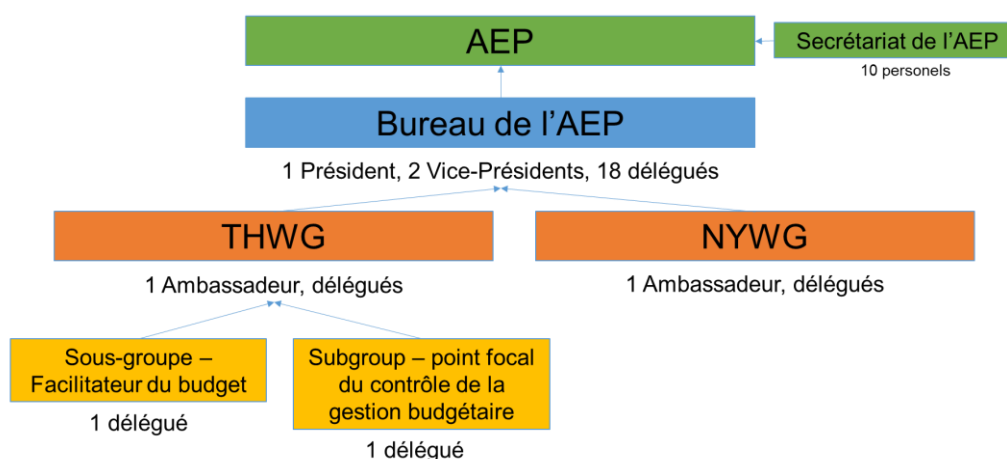 AEP
Secrétariat de l'AEP
10 personels
Bureau de l'AEP
1 Président, 2 Vice-Présidents, 18 délégués
THWG
NYWG
1 Ambassadeur, délégués
1 Ambassadeur, délégués
Sous-groupe –
Facilitateur du budget
1 délégué
Subgroup – point focal
du contrôle de la
gestion budgétaire
1 délégué